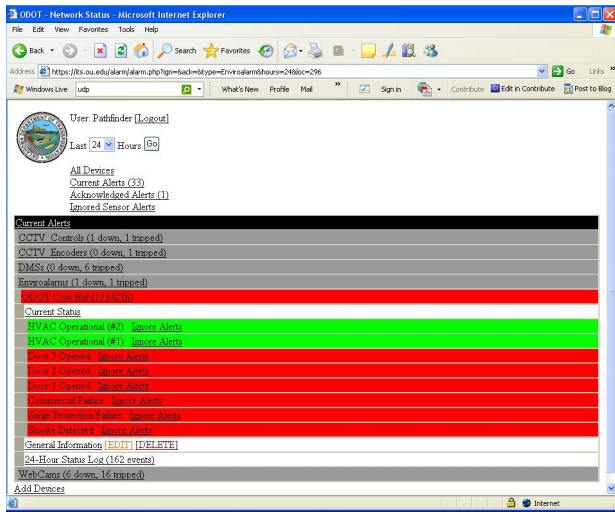 ODOT - Network Status - Microsoft Internet Explorer
File Edit View Favorites Tools Help
Back Search Favorites
Address https://its.ou.edu/alarm/alarm.php?ign=&ack=&type=Enviroalarm&hours=24&loc=296 Go Links »
Windows Live udp What's New Profile Mail » Sign in Contribute Edit in Contribute Post to Blog
User: Pathfinder [Logout]
Last 24 Hours Go
All Devices
Current Alerts (33)
Acknowledged Alerts (1)
Ignored Sensor Alerts
Current Alerts
CCTV Controls (1 down, 1 tripped)
CCTV Encoders (0 down, 1 tripped)
DMSs (0 down, 6 tripped)
Enviroalarms (1 down, 1 tripped)
ODOT Com Hut (173d21h)
Current Status
HVAC Operational (#2) Ignore Alerts
HVAC Operational (#1) Ignore Alerts
Door 3 Opened Ignore Alerts
Door 2 Opened Ignore Alerts
Door 1 Opened Ignore Alerts
Commercial Failure Ignore Alerts
Surge Protection Failure Ignore Alerts
Smoke Detected Ignore Alerts
General Information [EDIT] [DELETE]
24-Hour Status Log (162 events)
WebCams (6 down, 16 tripped)
Add Devices
Internet